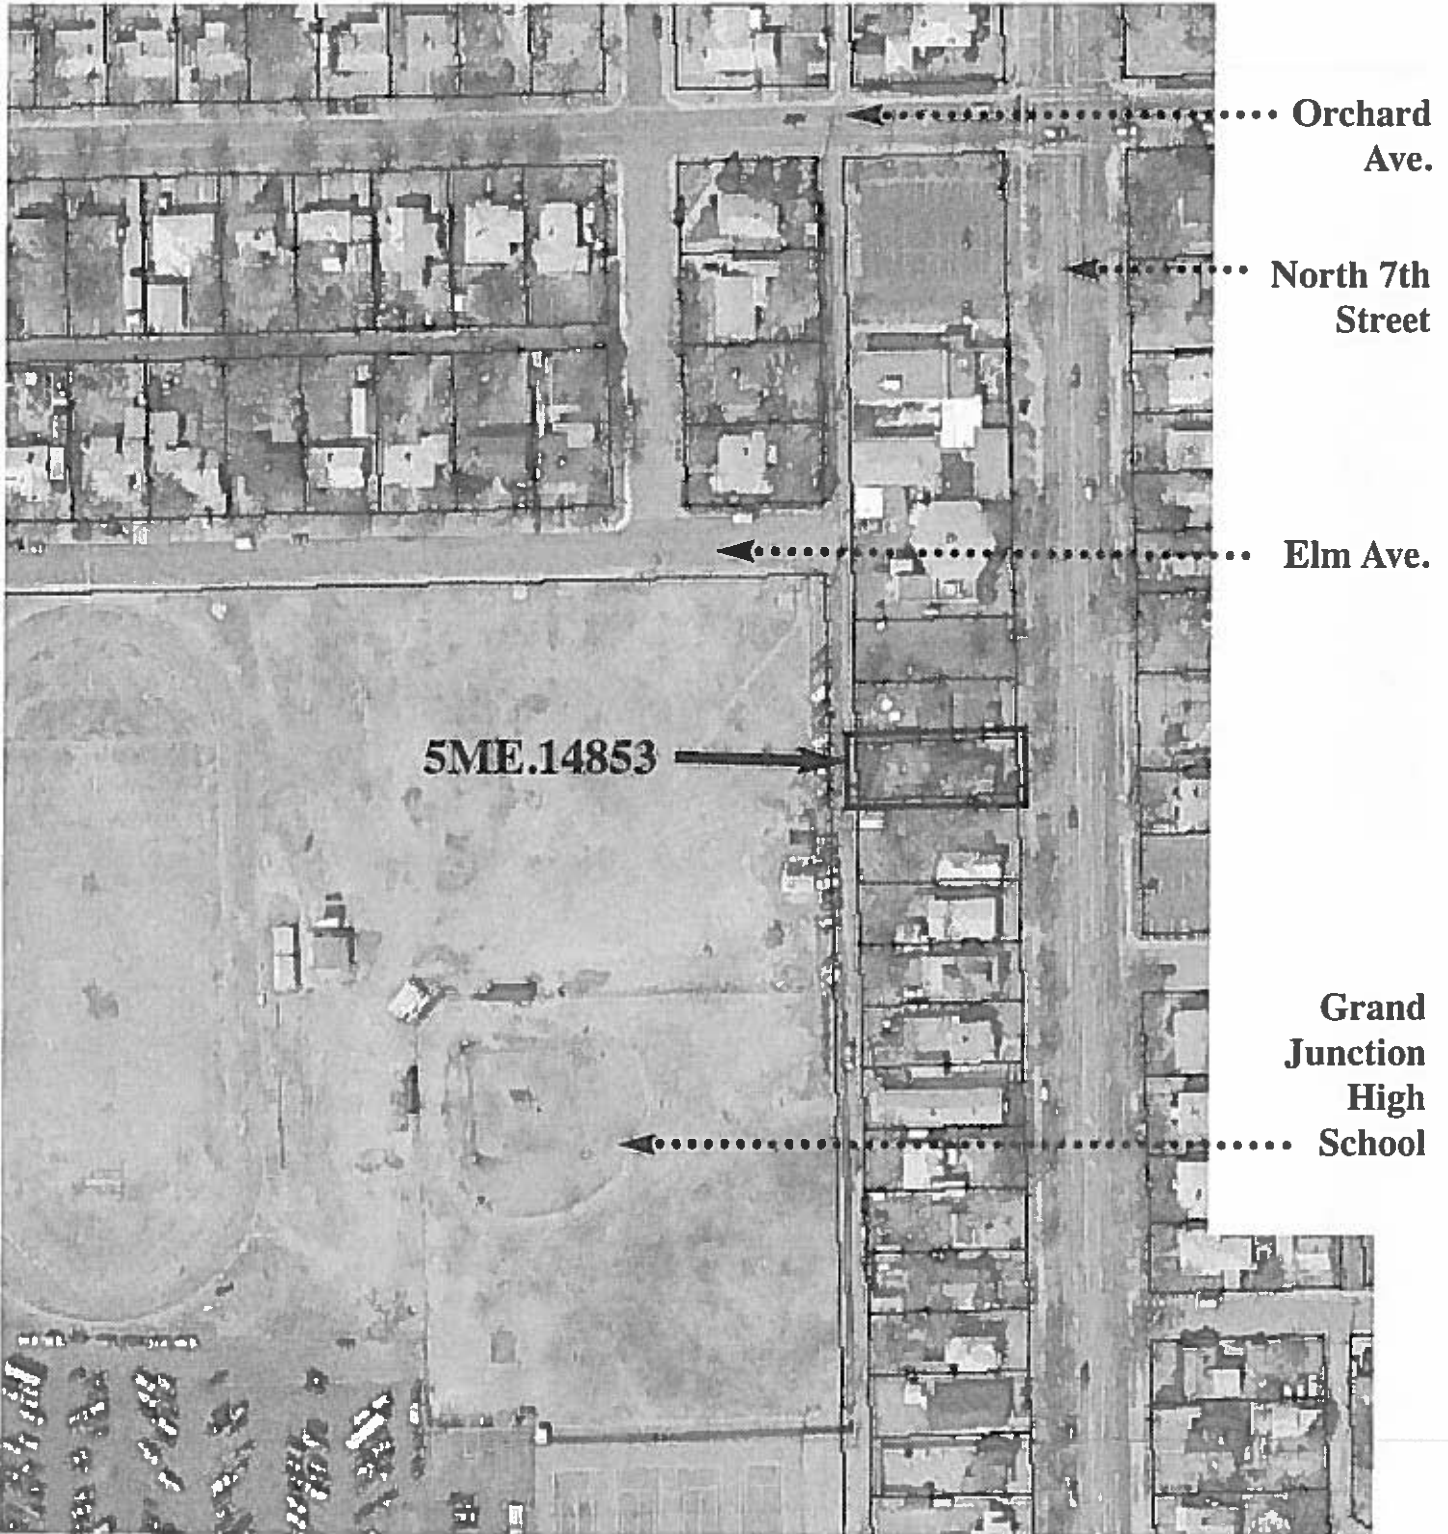 Orchard
Ave.
North 7th
Street
Elm Ave.
5ME.14853
Grand
Junction
High
School